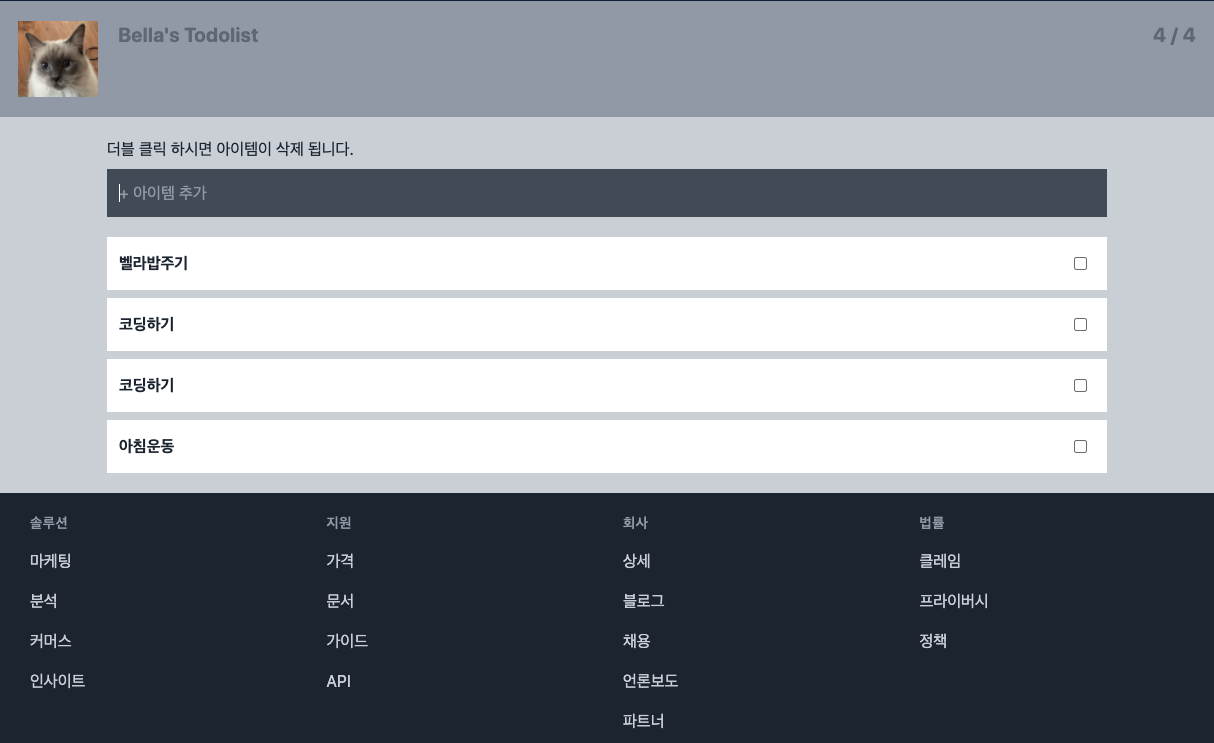 Bella's Todolist
4 / 4
더블 클릭 하시면 아이템이 삭제 됩니다.
+ 아이템 추가
벨라밥주기
코딩하기
코딩하기
아침운동
솔루션
마케팅
분석
커머스
인사이트
지원
가격
문서
가이드
API
회사
상세
블로그
채용
언론보도
파트너
법률
클레임
프라이버시
정책